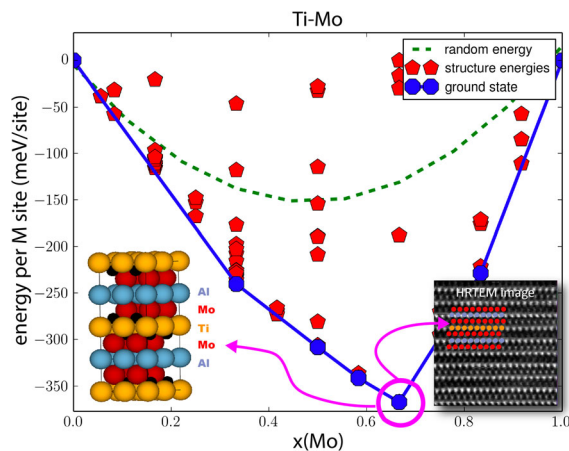 Ti-Mo
random energy
structure energies
ground state
energy per M site (meV/site)
0
−50
−100
−150
−200
−250
−300
−350
Al
Mo
Ti
Mo
Al
HRTEM Image
0.0 0.2 0.4 0.6 0.8 1.0
x(Mo)